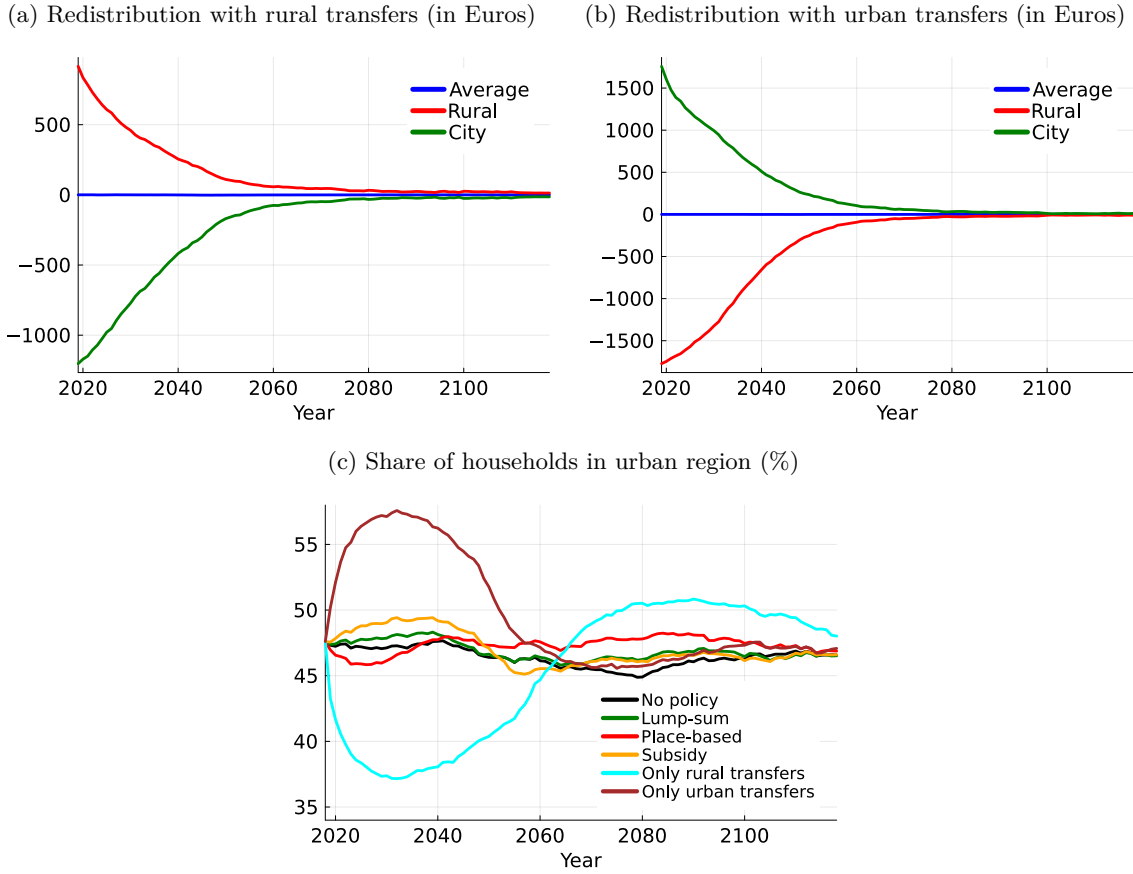 (a) Redistribution with rural transfers (in Euros)
500
0
−500
−1000
2020 2040 2060 2080 2100
Year
Average
Rural
City
(b) Redistribution with urban transfers (in Euros)
1500
1000
500
0
−500
−1000
−1500
2020 2040 2060 2080 2100
Year
Average
Rural
City
(c) Share of households in urban region (%)
55
50
45
40
35
2020 2040 2060 2080 2100
Year
No policy
Lump-sum
Place-based
Subsidy
Only rural transfers
Only urban transfers